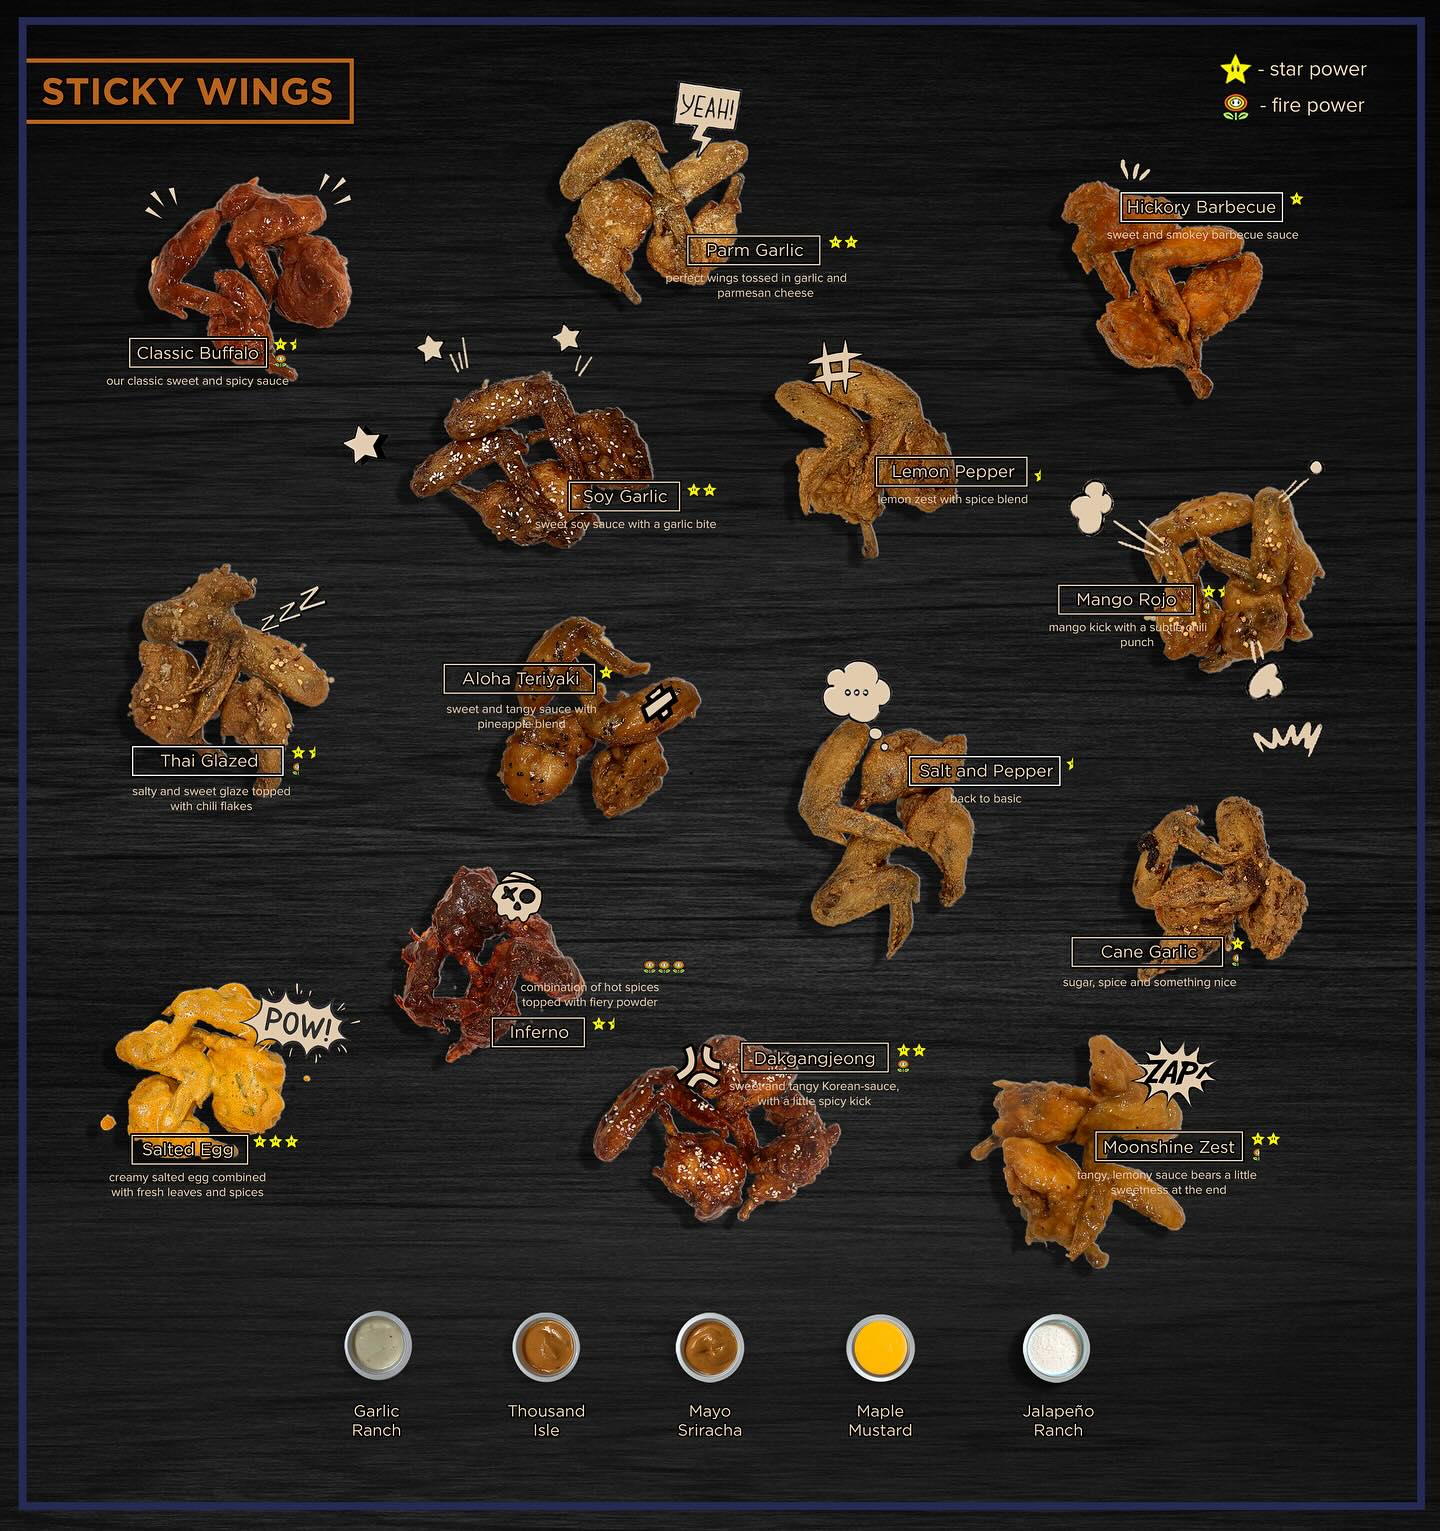 STICKY WINGS
- star power
- fire power
YEAH!
Parm Garlic
perfect wings tossed in garlic and
parmesan cheese
Hickory Barbecue
sweet and smokey barbecue sauce
Classic Buffalo
our classic sweet and spicy sauce
Soy Garlic
sweet soy sauce with a garlic bite
Lemon Pepper
lemon zest with spice blend
Mango Rojo
mango kick with a subtle chili
punch
zzz
Thai Glazed
salty and sweet glaze topped
with chili flakes
Aloha Teriyaki
sweet and tangy sauce with
pineapple blend
...
Salt and Pepper
back to basic
Cane Garlic
sugar, spice and something nice
combination of hot spices
topped with fiery powder
Inferno
POW!
Salted Egg
creamy salted egg combined
with fresh leaves and spices
Dakgangjeong
sweet and tangy Korean-sauce,
with a little spicy kick
ZAP!
Moonshine Zest
tangy, lemony sauce bears a little
sweetness at the end
Garlic
Ranch
Thousand
Isle
Mayo
Sriracha
Maple
Mustard
Jalapeño
Ranch